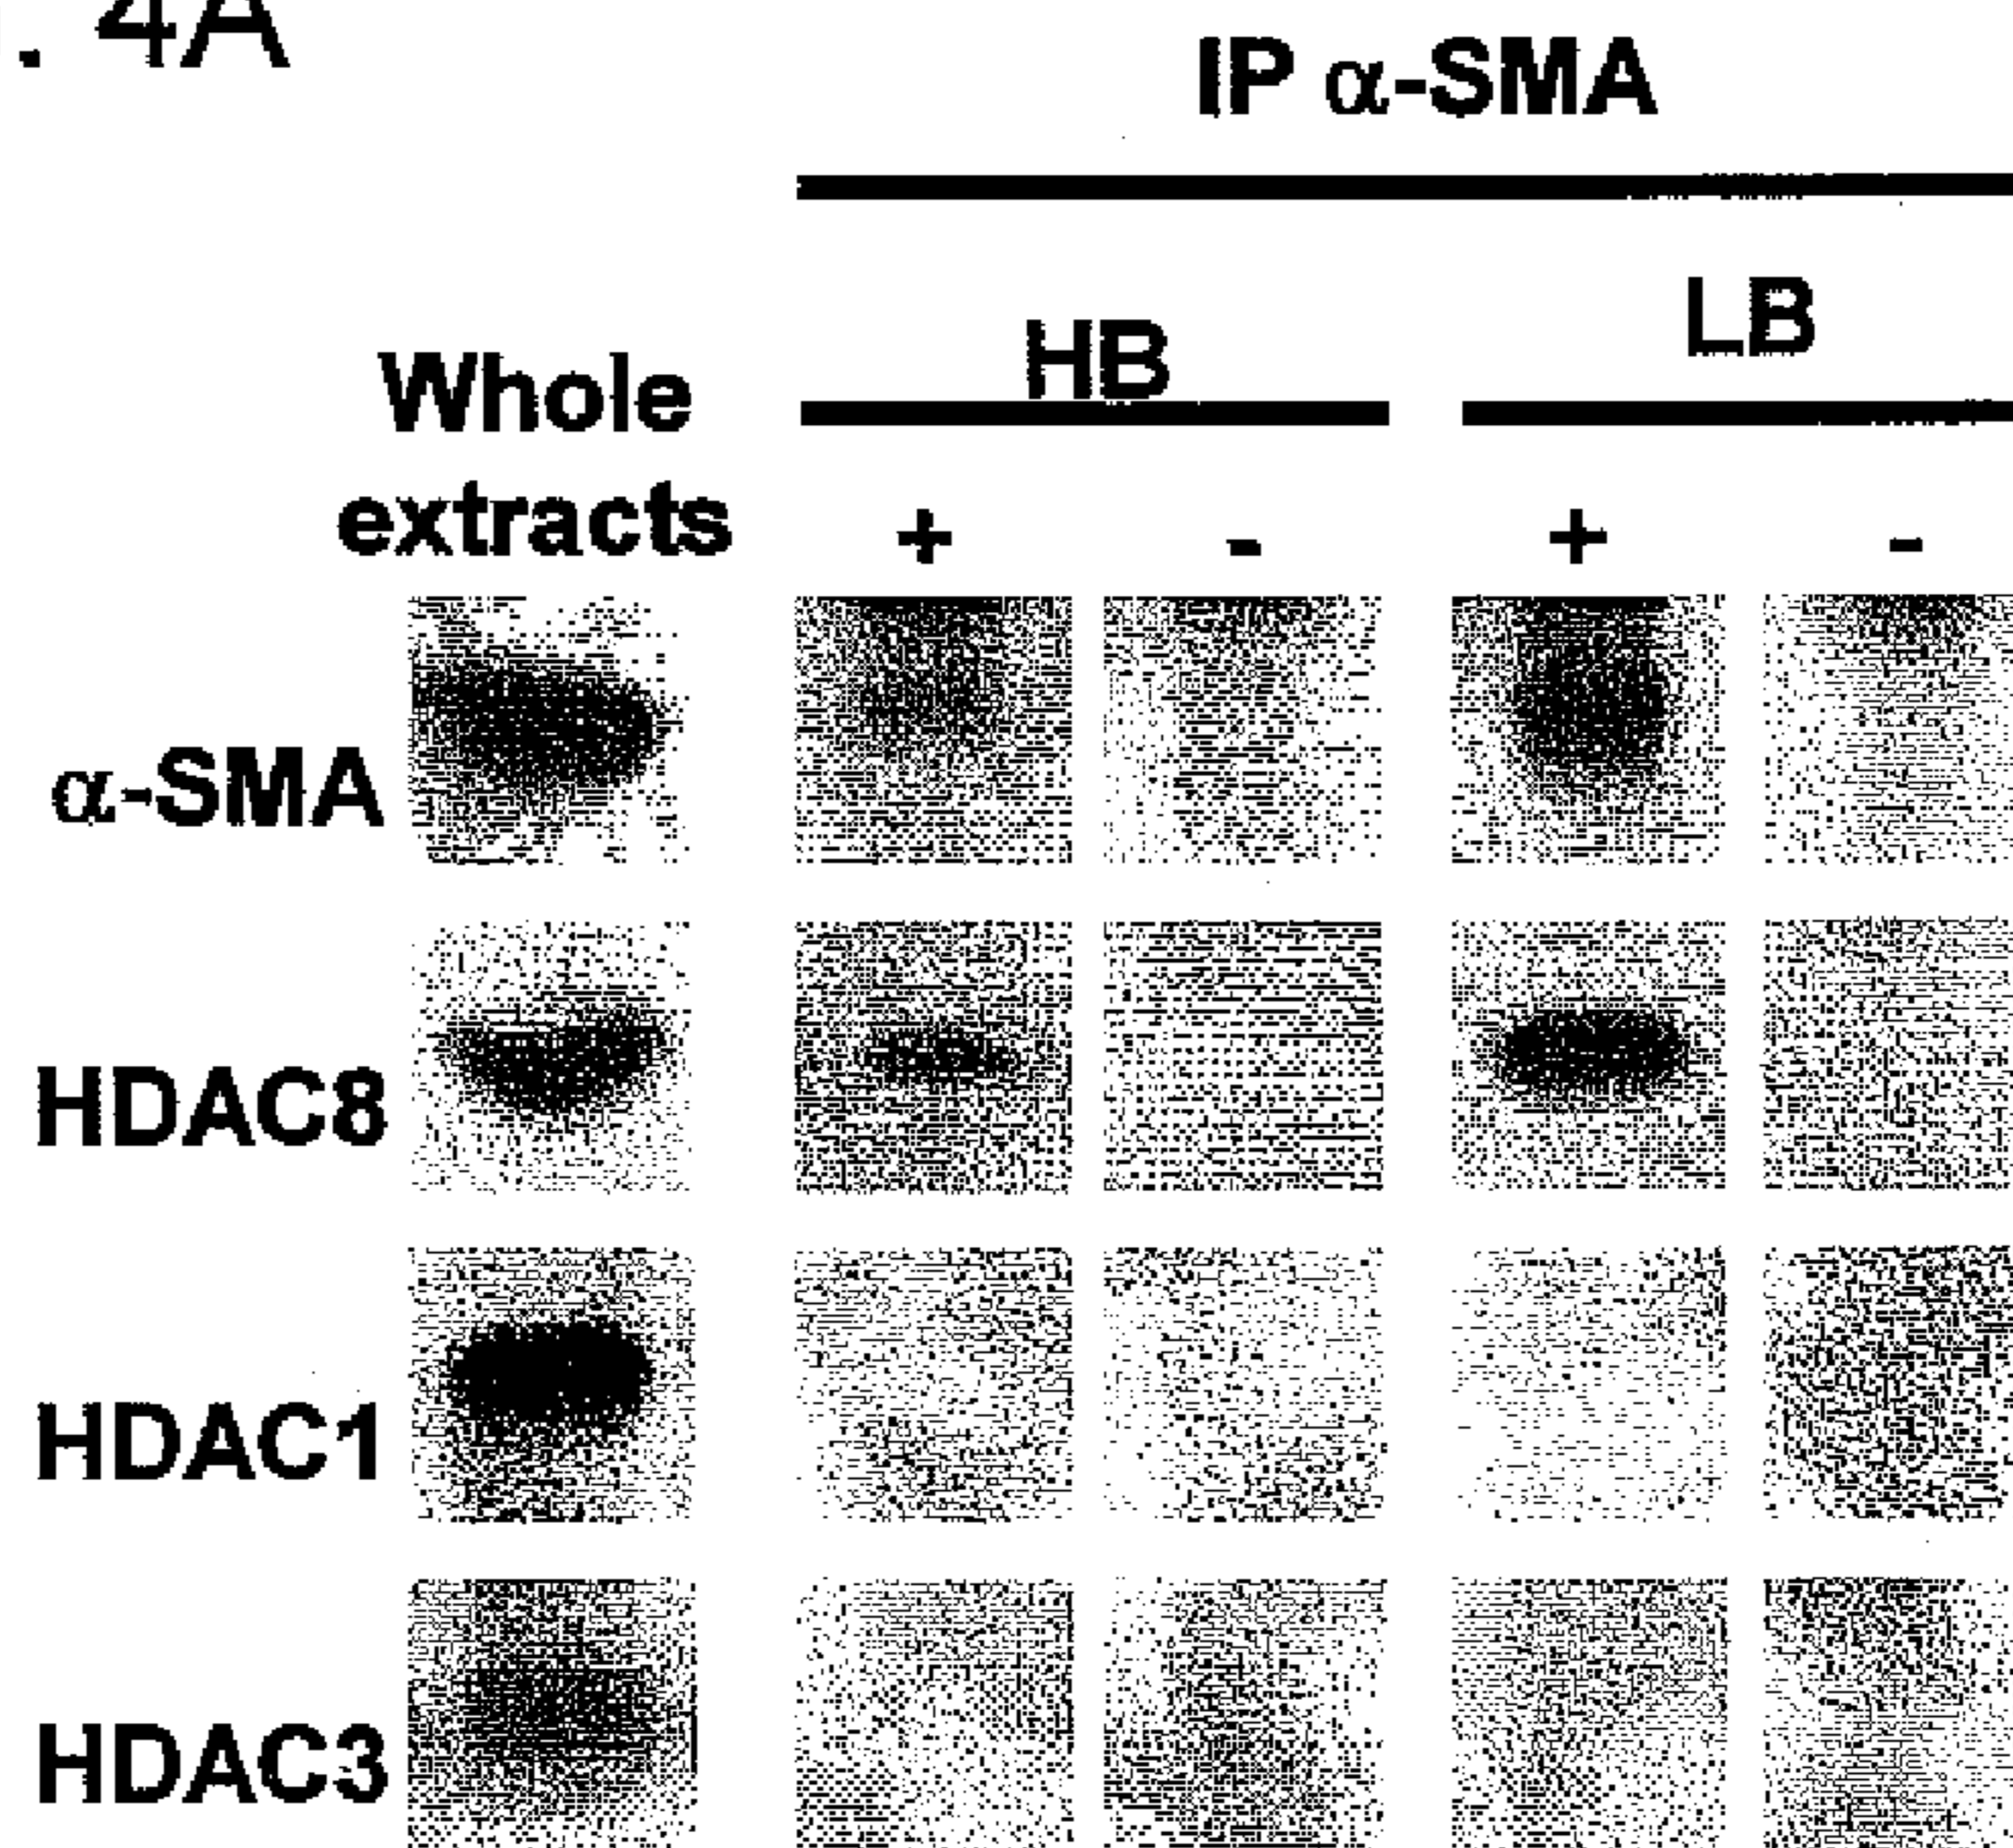 . 4A
IP α-SMA
HB
LB
Whole
extracts
+ - + -
α-SMA
HDAC8
HDAC1
HDAC3